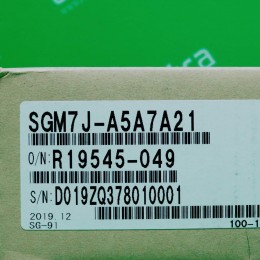 SGM7J-A5A7A21
O/N: R19545-049
S/N: D019ZQ378010001
2019.12
SG-91
100-1